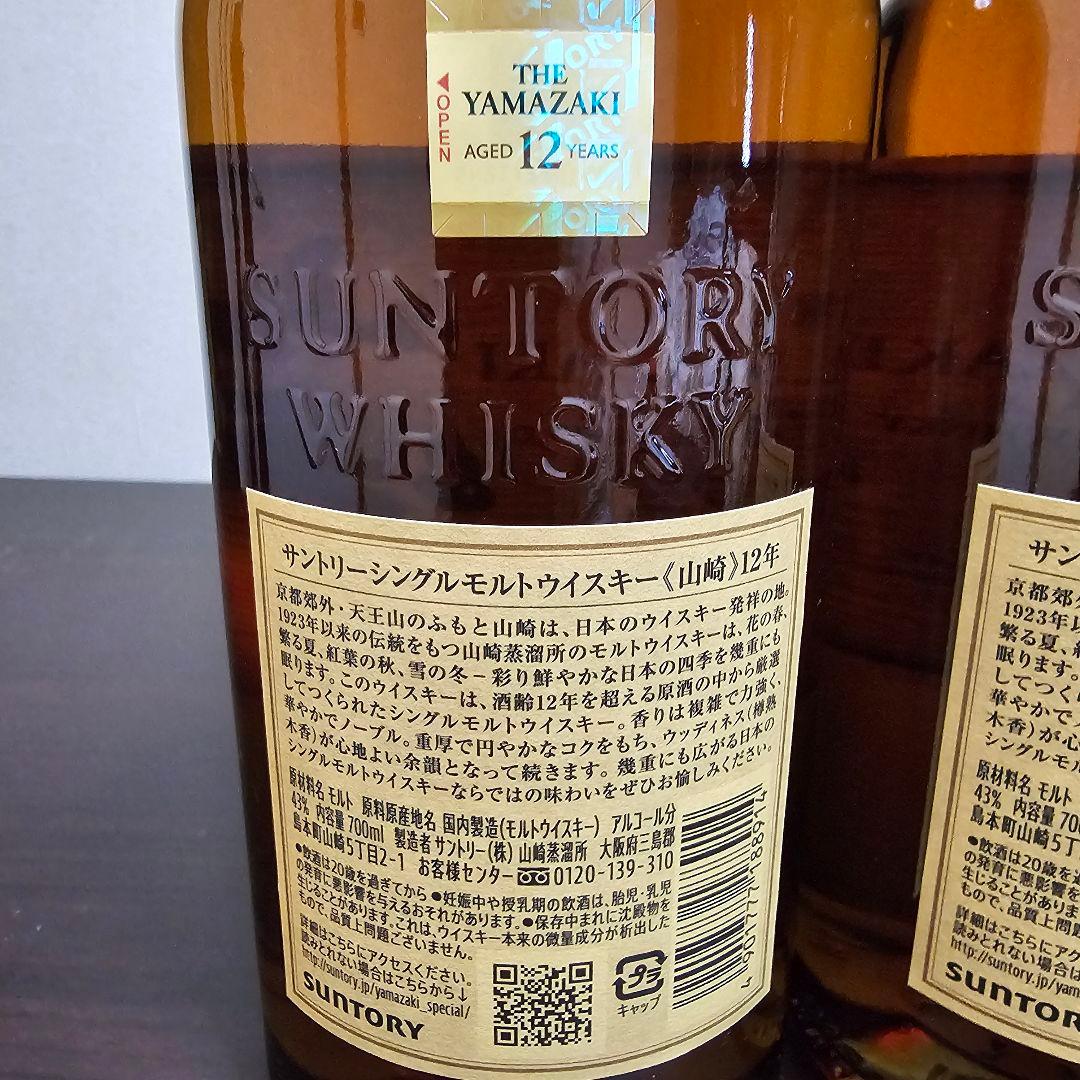 THE
YAMAZAKI
AGED 12 YEARS
OPEN
SUNTORY
WHISKY
サントリーシングルモルトウイスキー《山崎》12年
京都郊外・天王山のふもと山崎は、日本のウイスキー発祥の地。
1923年以来の伝統をもつ山崎蒸溜所のモルトウイスキーは、花の春、
繁る夏、紅葉の秋、雪の冬−彩り鮮やかな日本の四季を幾重にも
眠ります。このウイスキーは、酒齢12年を超える原酒の中から厳選
してつくられたシングルモルトウイスキー。香りは複雑で力強く、
華やかでノーブル。重厚で円やかなコクをもち、ウッディネス(樽熟
木香)が心地よい余韻となって続きます。幾重にも広がる日本の
シングルモルトウイスキーならではの味わいをぜひお愉しみください。
原材料名 モルト 原料原産地名 国内製造(モルトウイスキー) アルコール分
43% 内容量 700ml 製造者 サントリー(株) 山崎蒸溜所 大阪府三島郡
島本町山崎5丁目2-1 お客様センター 0120-139-310
●飲酒は20歳を過ぎてから ●妊娠中や授乳期の飲酒は、胎児・乳児
の発育に悪影響を与えるおそれがあります。●保存中まれに沈殿物を
生じることがあります。これは、ウイスキー本来の微量成分が析出した
もので、品質上問題ございません。
詳細はこちらにアクセスください。
読みとれない場合はこちらから↓
http://suntory.jp/yamazaki_special/
SUNTORY
プラ
キャップ
4 901777 188914
サン
京都郊外
1923年以
繁る夏、紅
眠ります。
してつく
華やかで
木香)が心
シングルモル
原材料名 モルト
43% 内容量 70
島本町山崎5丁
●飲酒は20歳を過
の発育に悪影響を
生じることがあります
もので、品質上問題
詳細はこちらにアク
読みとれない場合は
http://suntory.jp/yam
SUNTOR